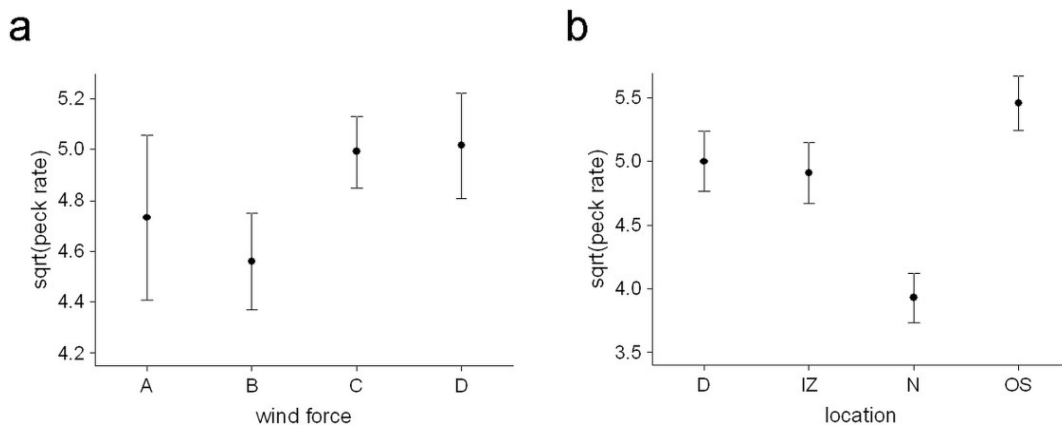 a
sqrt(peck rate)
5.2
5.0
4.8
4.6
4.4
4.2
A B C D
wind force
b
sqrt(peck rate)
5.5
5.0
4.5
4.0
3.5
D IZ N OS
location